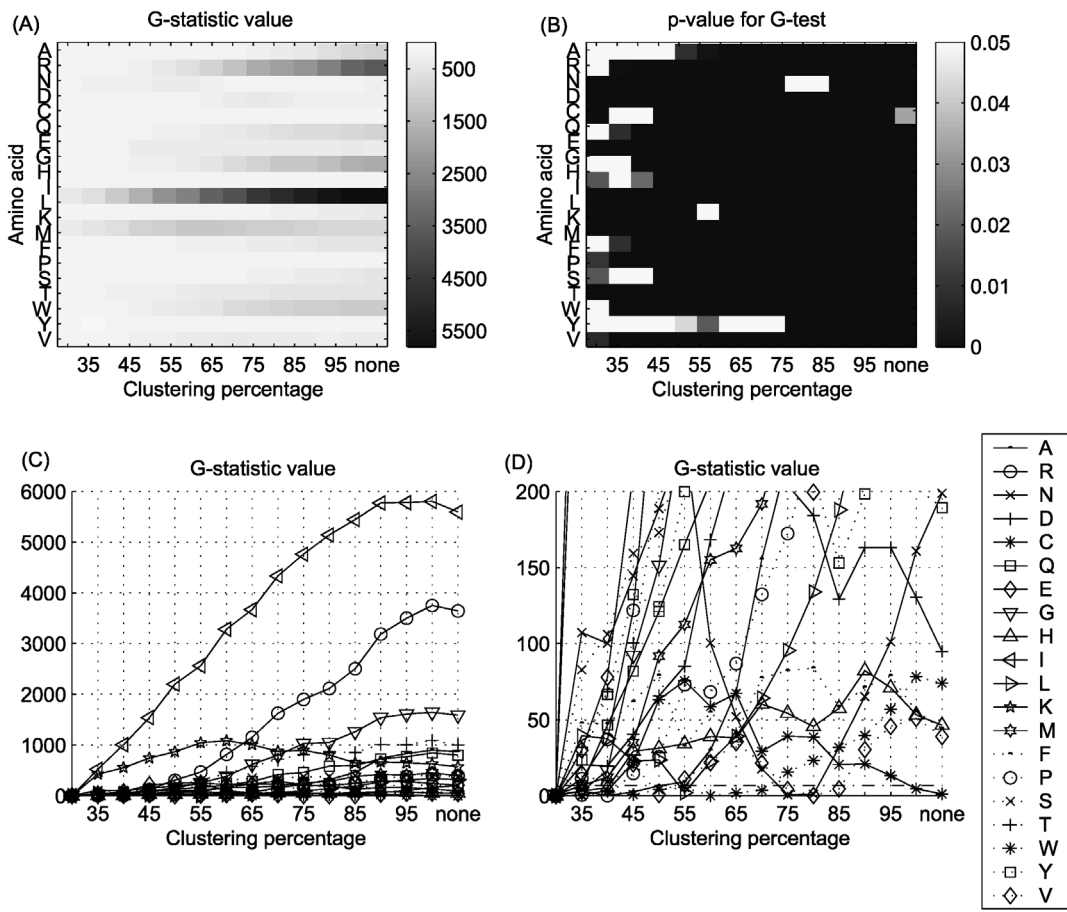 (A)
G-statistic value
Amino acid
A
R
N
D
C
Q
E
G
H
I
L
K
M
F
P
S
T
W
Y
V
35 45 55 65 75 85 95 none
Clustering percentage
500
1500
2500
3500
4500
5500
(B)
p-value for G-test
Amino acid
A
R
N
D
C
Q
E
G
H
I
L
K
M
F
P
S
T
W
Y
V
35 45 55 65 75 85 95 none
Clustering percentage
0.05
0.04
0.03
0.02
0.01
0
(C)
G-statistic value
6000
5000
4000
3000
2000
1000
0
35 45 55 65 75 85 95 none
Clustering percentage
(D)
G-statistic value
200
150
100
50
0
35 45 55 65 75 85 95 none
Clustering percentage
A
R
N
D
C
Q
E
G
H
I
L
K
M
F
P
S
T
W
Y
V